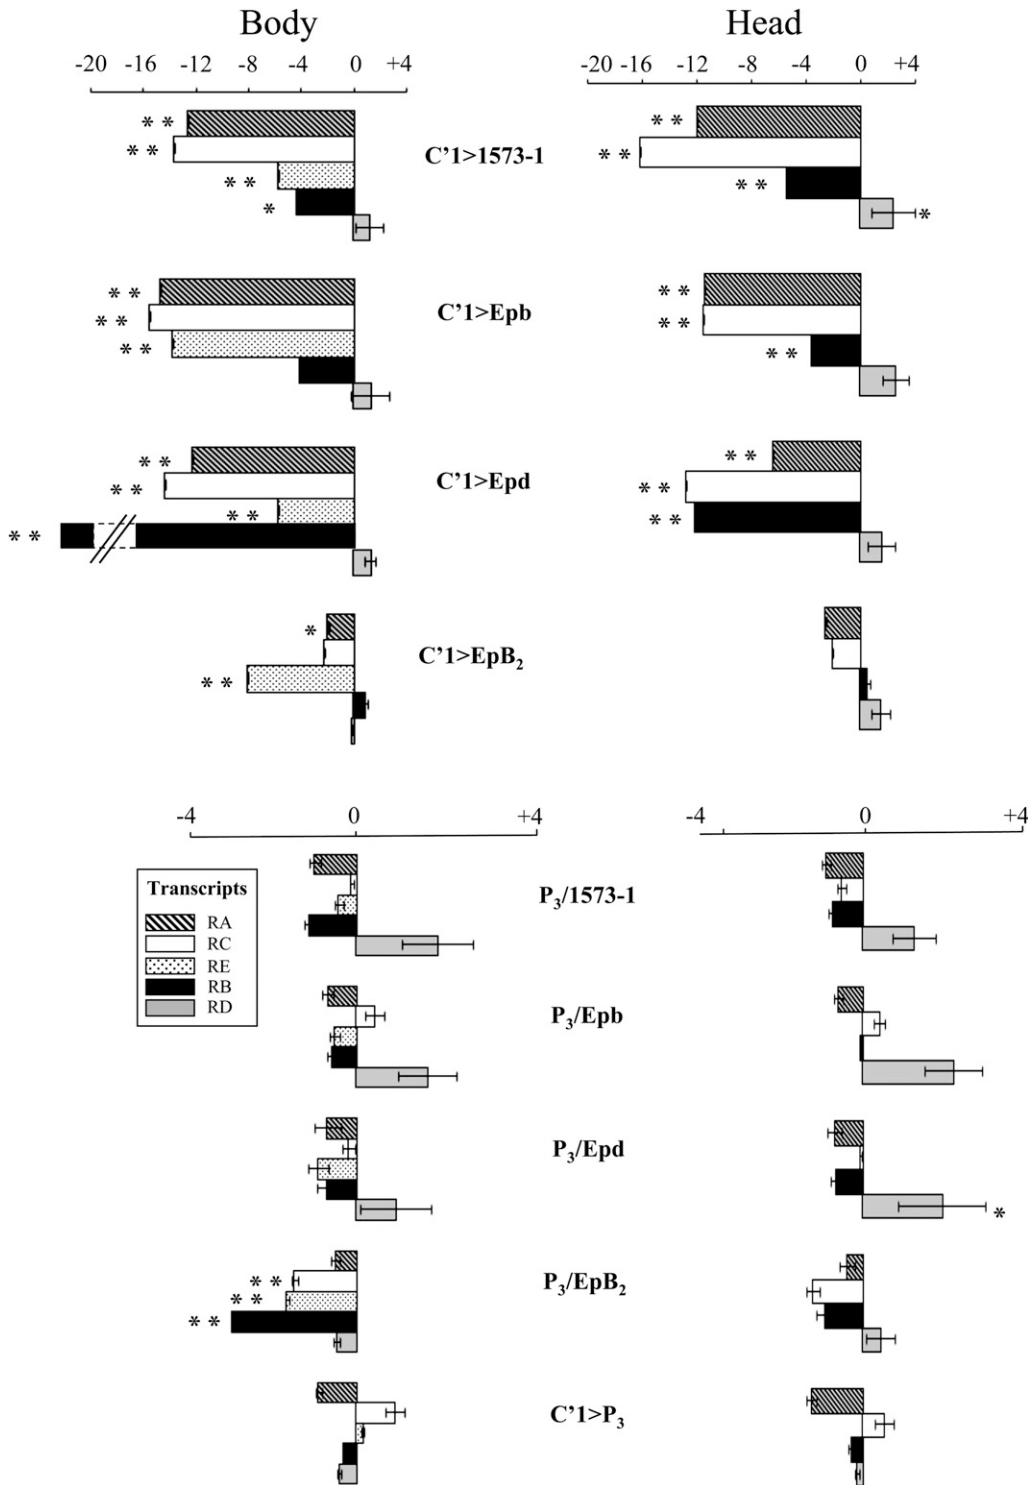 Body Head
-20 -16 -12 -8 -4 0 +4 -20 -16 -12 -8 -4 0 +4
* * * *
C'1>1573-1
* * * *
* * * *
* *
* * * *
C'1>Epb
* * * *
* * * *
* * * *
C'1>Epd
* * * *
* * * *
* *
*
C'1>EpB₂
* *
-4 0 +4 -4 0 +4
Transcripts
RA
RC
RE
RB
RD
P₃/1573-1
P₃/Epb
P₃/Epd
*
* *
P₃/EpB₂
* *
* *
C'1>P₃